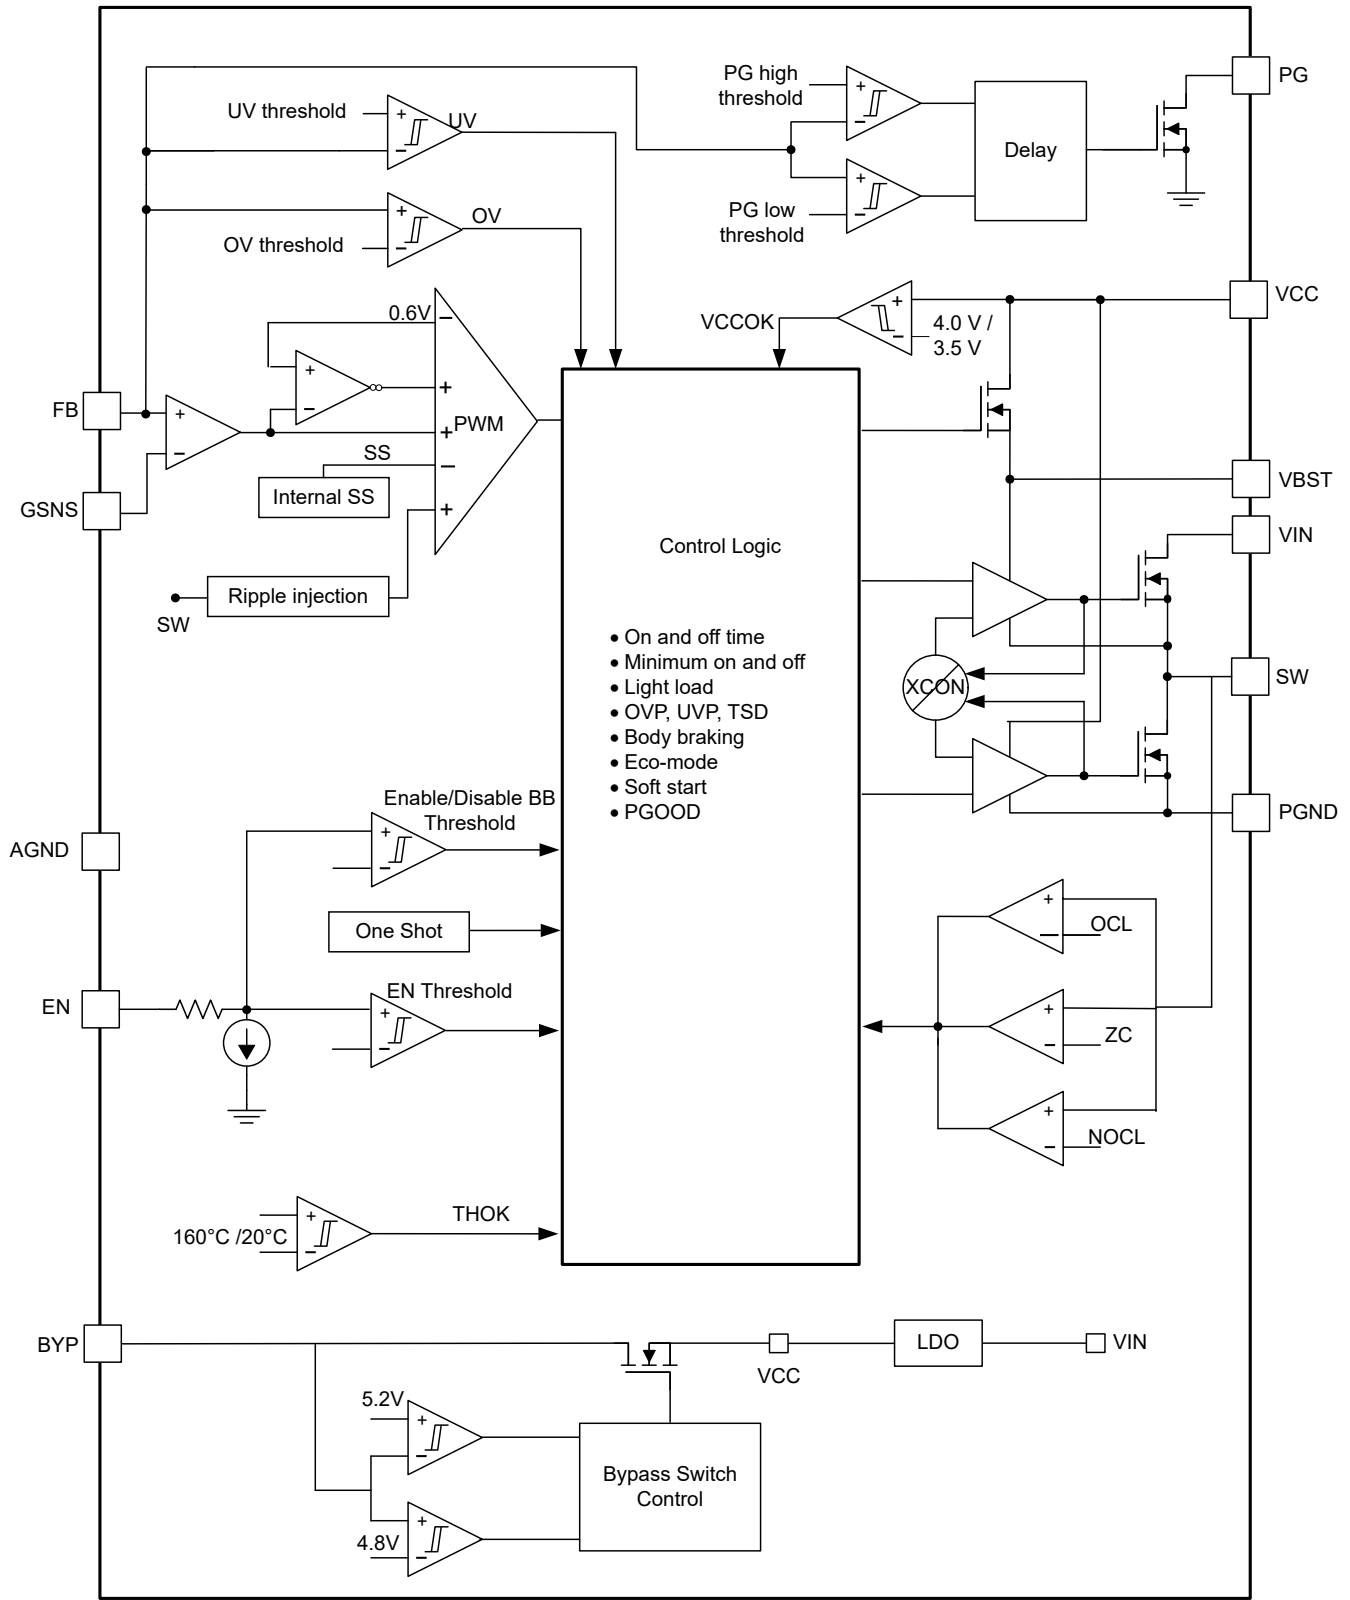 PG high
threshold
PG
UV threshold
UV
Delay
PG low
threshold
OV
OV threshold
VCC
0.6V
VCCOK
4.0 V /
3.5 V
FB
PWM
SS
Internal SS
GSNS
VBST
VIN
Control Logic
Ripple injection
SW
• On and off time
• Minimum on and off
• Light load
• OVP, UVP, TSD
• Body braking
• Eco-mode
• Soft start
• PGOOD
XCON
SW
PGND
Enable/Disable BB
Threshold
AGND
One Shot
OCL
EN Threshold
EN
ZC
NOCL
THOK
160°C /20°C
BYP
LDO
VIN
VCC
5.2V
Bypass Switch
Control
4.8V